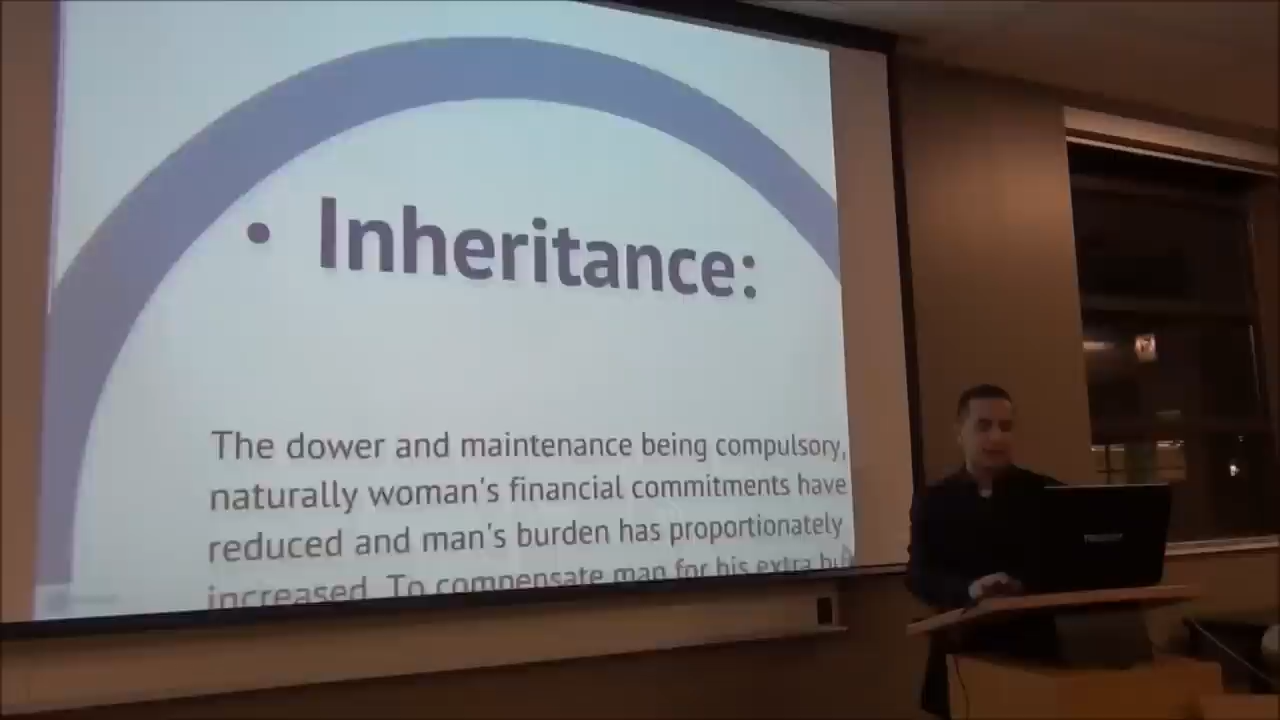 • Inheritance:
The dower and maintenance being compulsory,
naturally woman's financial commitments have
reduced and man's burden has proportionately
increased. To compensate man for his extra